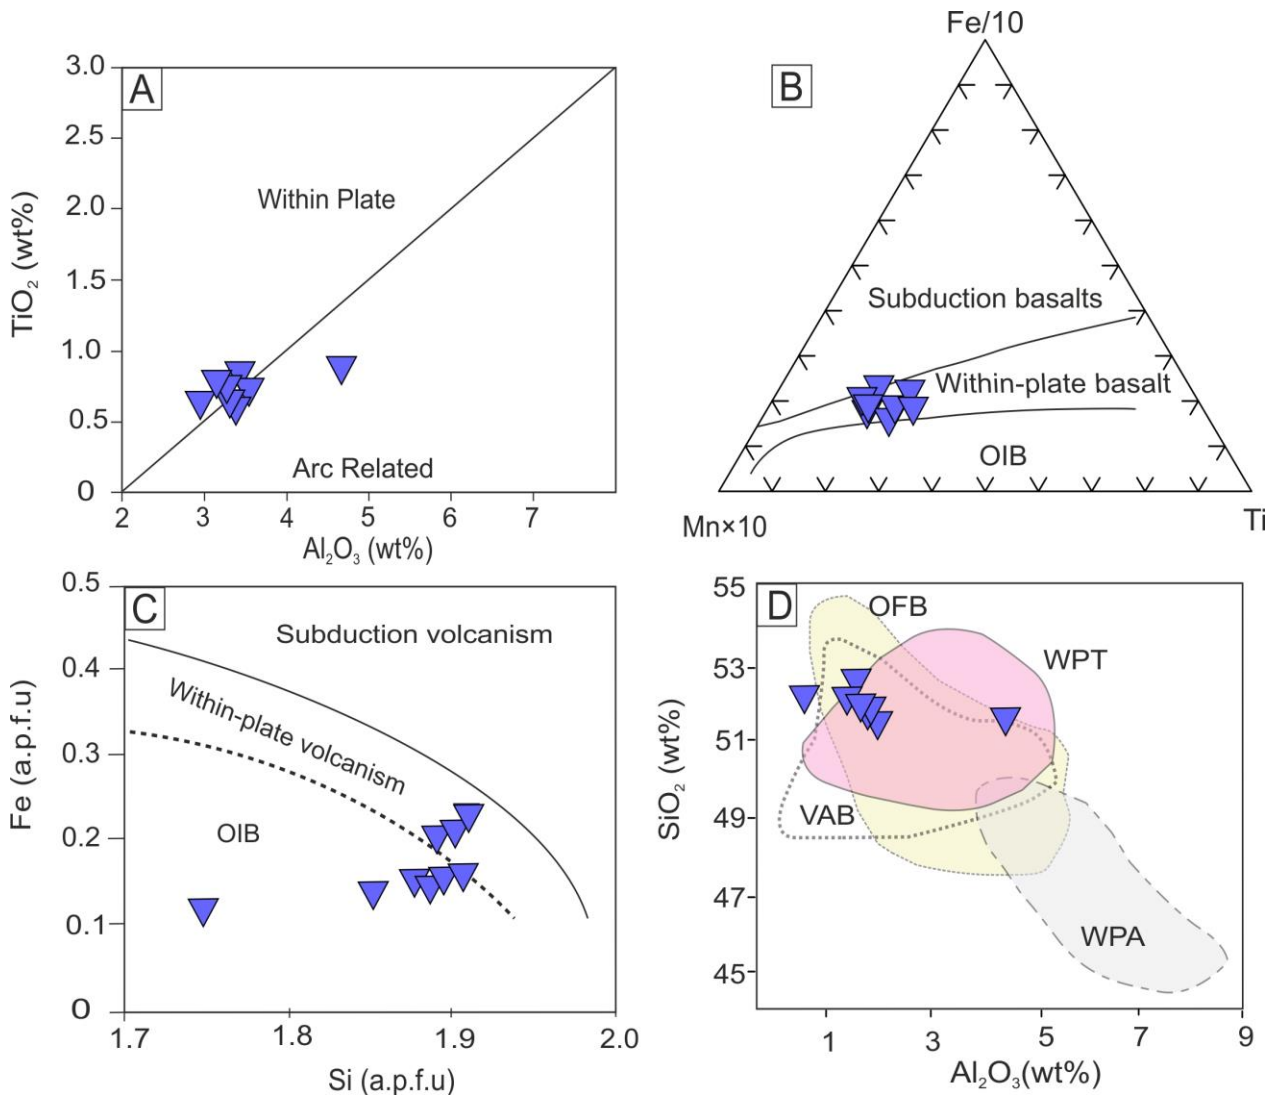 A
3.0
2.5
2.0
1.5
1.0
0.5
0
TiO₂ (wt%)
Within Plate
Arc Related
2 3 4 5 6 7
Al₂O₃ (wt%)
B
Fe/10
Subduction basalts
Within-plate basalt
OIB
Mn×10
Ti
C
0.5
0.4
0.3
0.2
0.1
0
Fe (a.p.f.u)
Subduction volcanism
Within-plate volcanism
OIB
1.7 1.8 1.9 2.0
Si (a.p.f.u)
D
55
53
51
49
47
45
SiO₂ (wt%)
OFB
WPT
VAB
WPA
1 3 5 7 9
Al₂O₃(wt%)